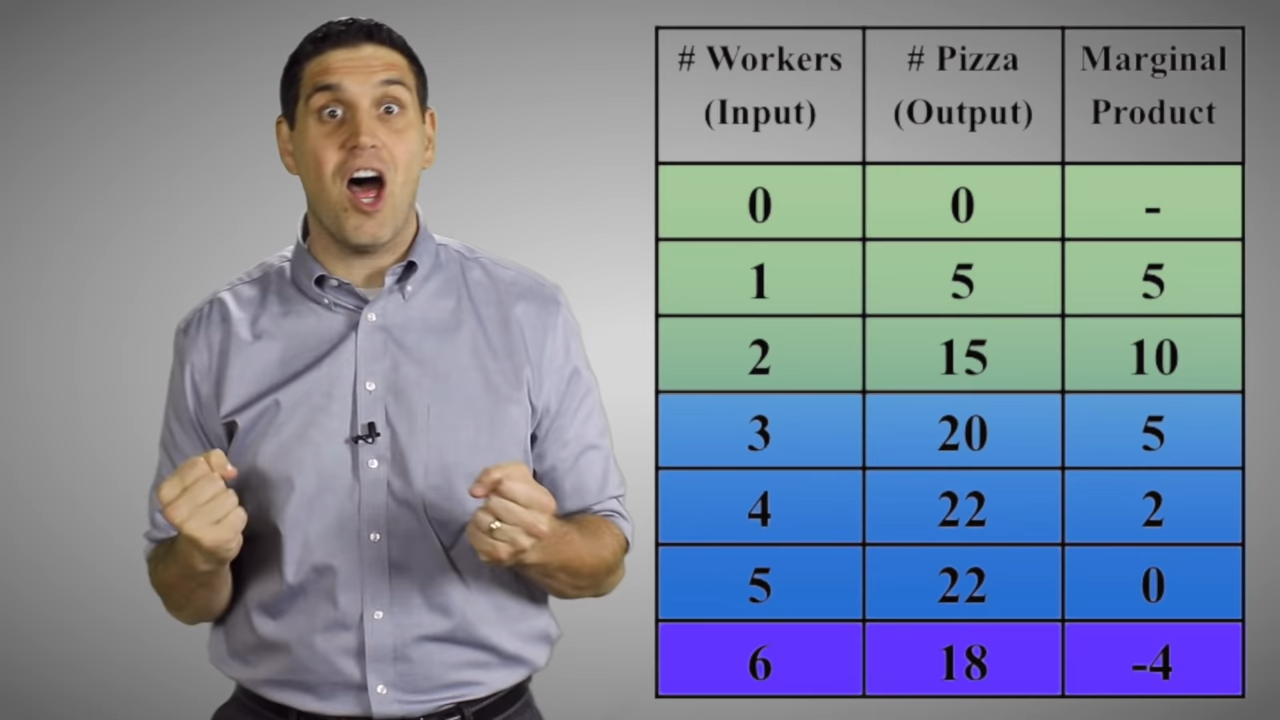 # Workers # Pizza Marginal
(Input) (Output) Product
0 0 -
1 5 5
2 15 10
3 20 5
4 22 2
5 22 0
6 18 -4